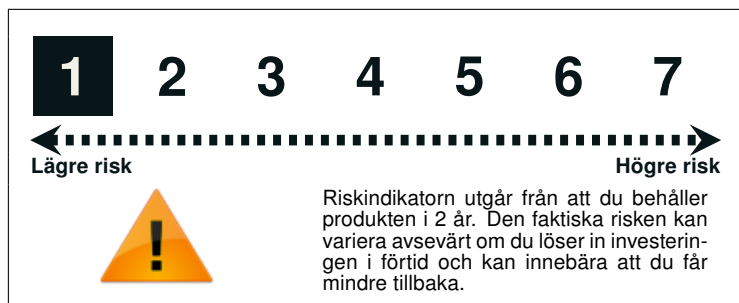 1 2 3 4 5 6 7
Lägre risk Högre risk
Riskindikatorn utgår från att du behåller
produkten i 2 år. Den faktiska risken kan
variera avsevärt om du löser in investerin-
gen i förtid och kan innebära att du får
mindre tillbaka.